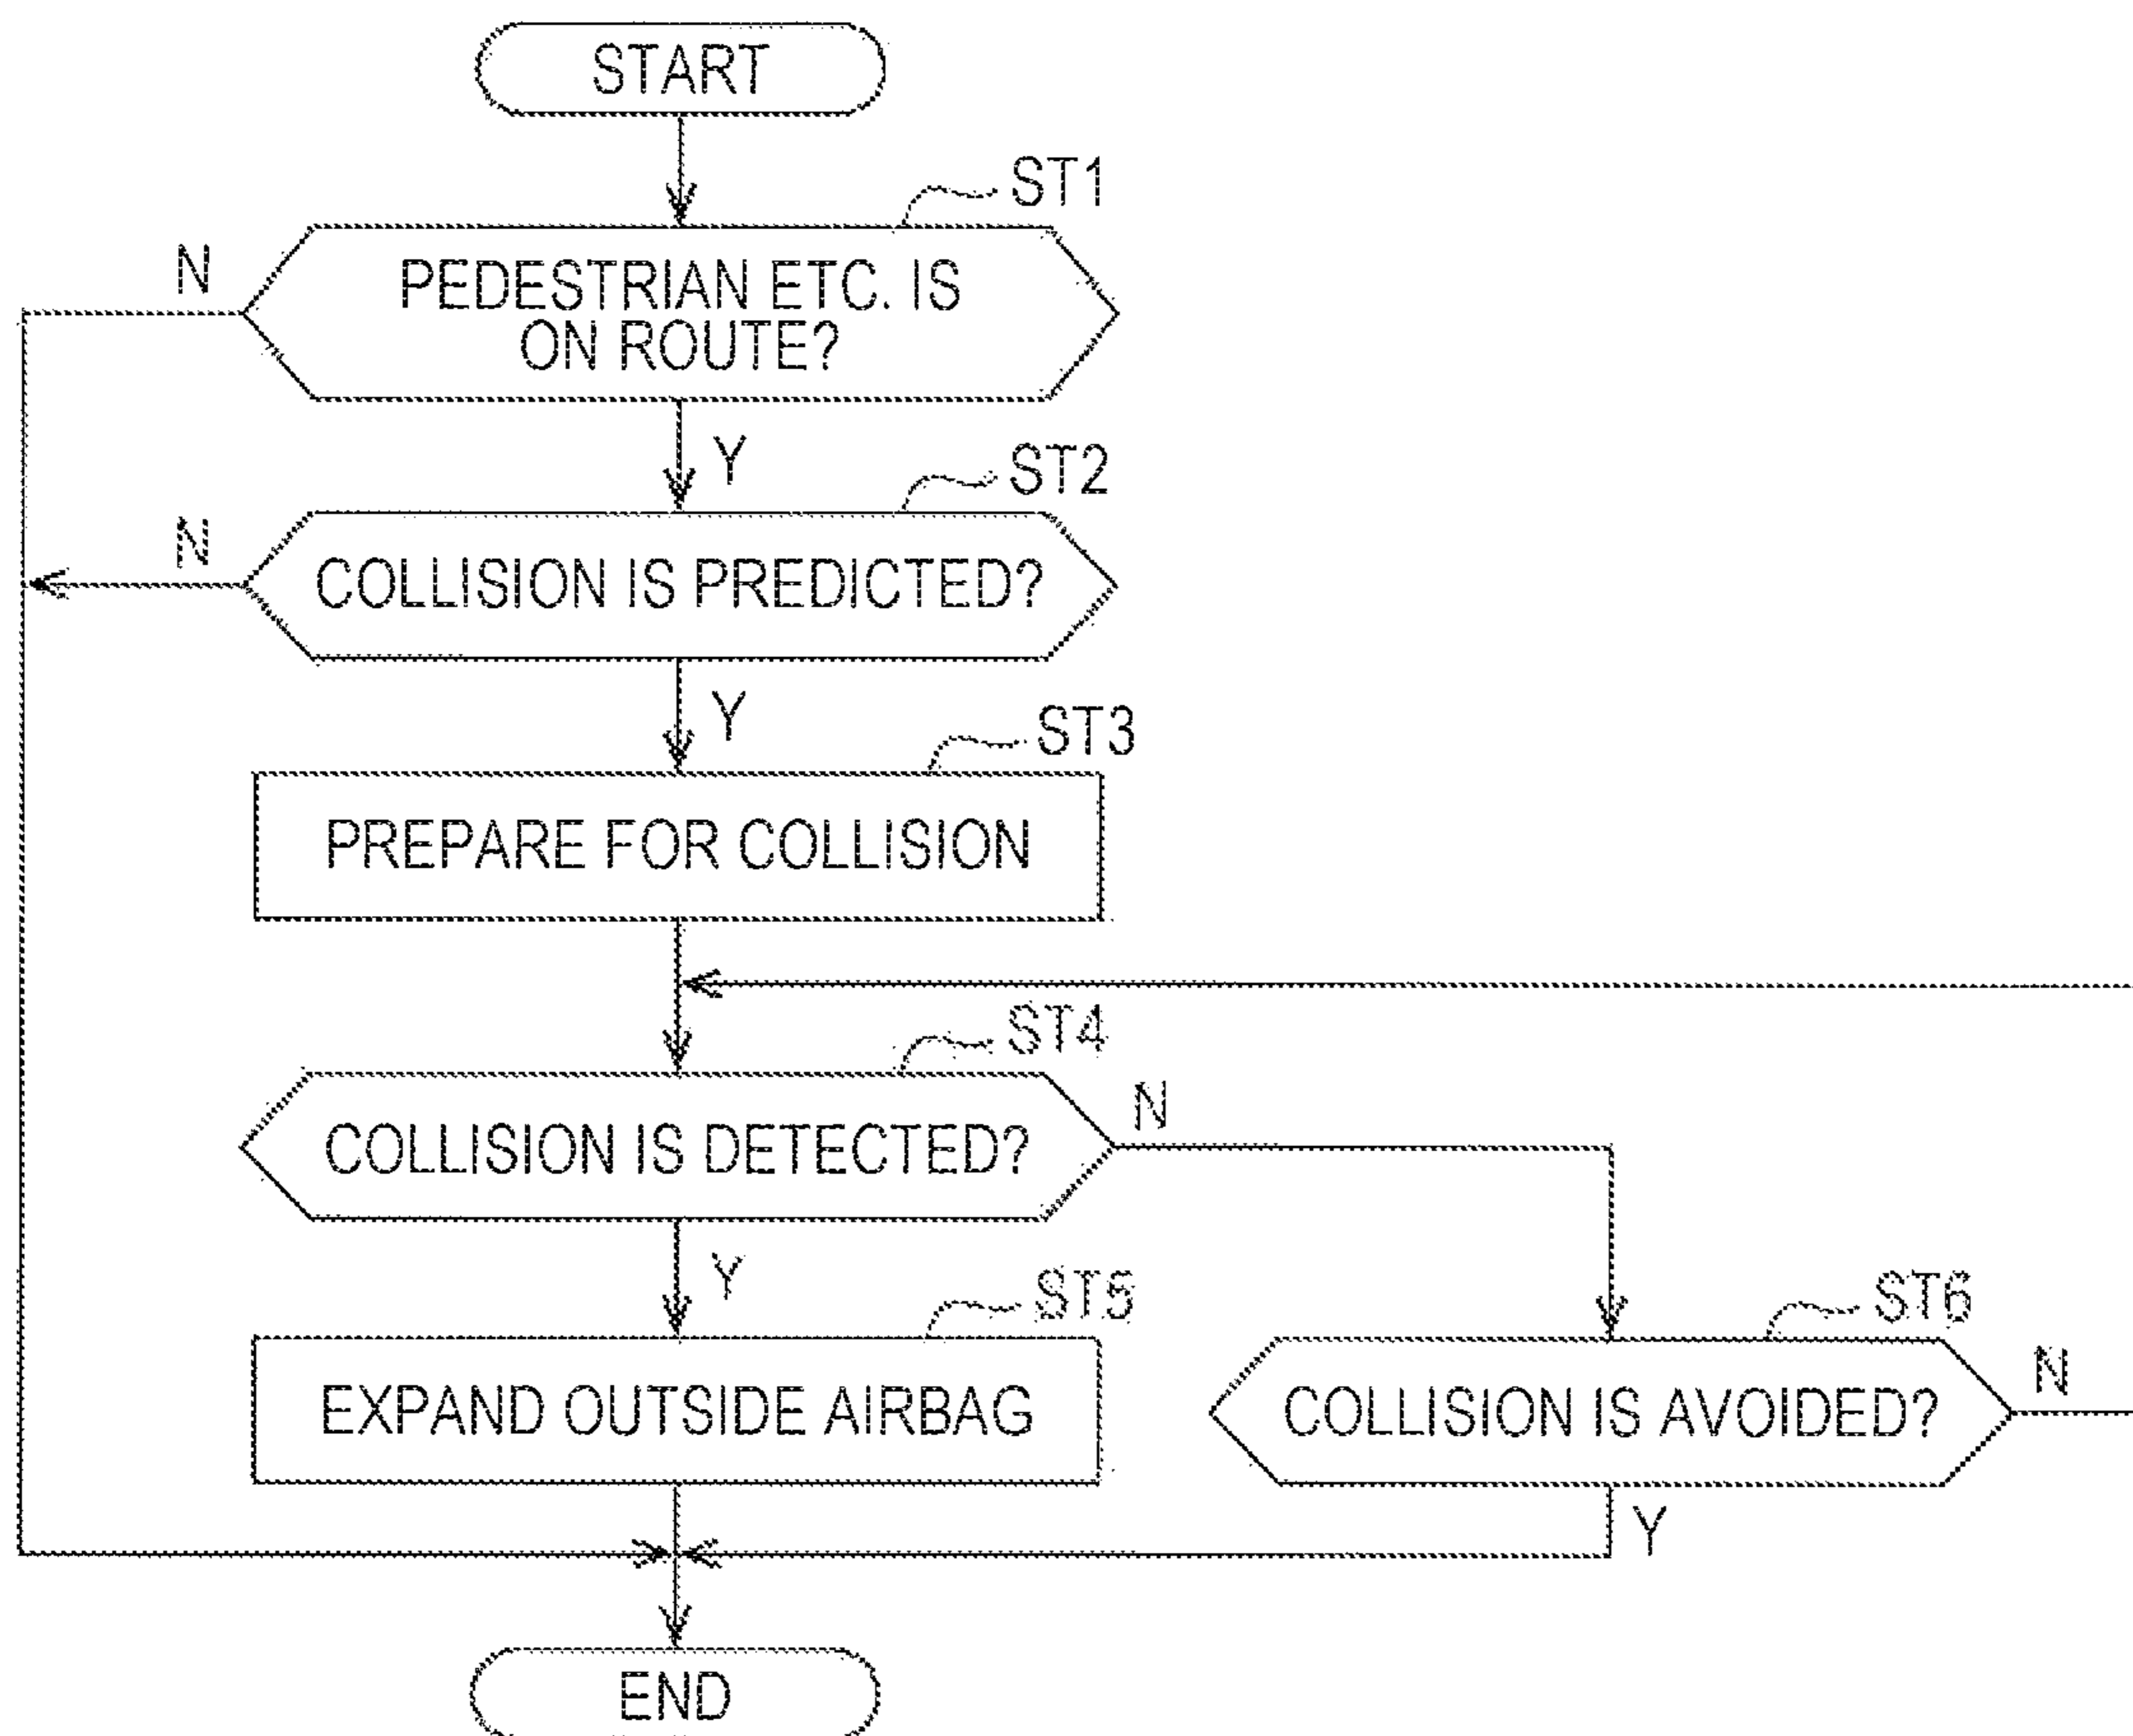 START
ST1
N
PEDESTRIAN ETC. IS
ON ROUTE?
Y
ST2
N
COLLISION IS PREDICTED?
Y
ST3
PREPARE FOR COLLISION
ST4
COLLISION IS DETECTED?
N
Y
ST5
ST6
EXPAND OUTSIDE AIRBAG
COLLISION IS AVOIDED?
N
Y
END